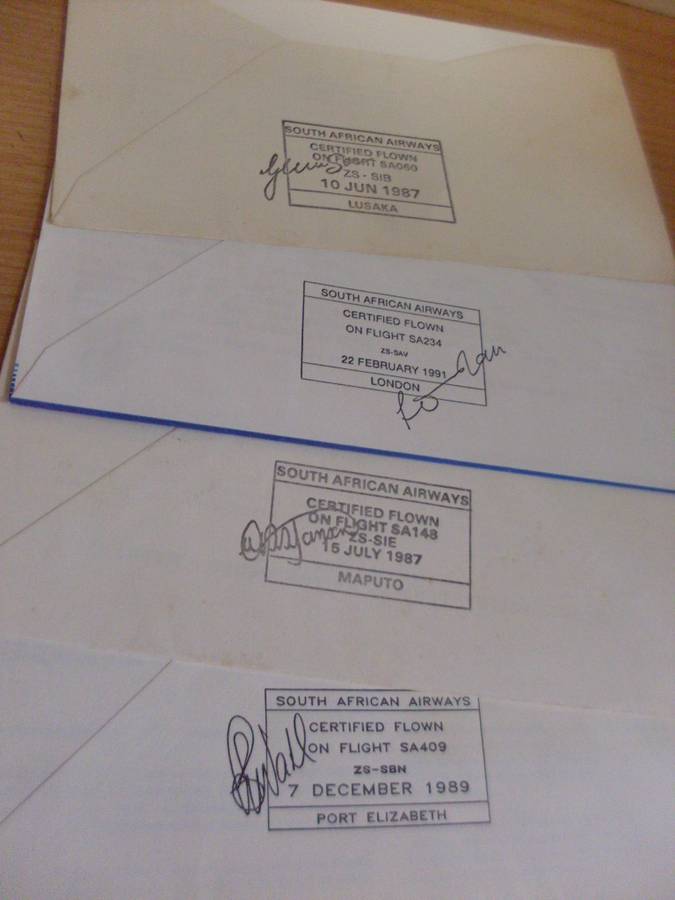 SOUTH AFRICAN AIRWAYS
CERTIFIED FLOWN
ON FLIGHT SA060
ZS - SIB
10 JUN 1987
LUSAKA
SOUTH AFRICAN AIRWAYS
CERTIFIED FLOWN
ON FLIGHT SA234
ZS-SAV
22 FEBRUARY 1991
LONDON
SOUTH AFRICAN AIRWAYS
CERTIFIED FLOWN
ON FLIGHT SA148
ZS-SIE
15 JULY 1987
MAPUTO
SOUTH AFRICAN AIRWAYS
CERTIFIED FLOWN
ON FLIGHT SA409
ZS-SBN
7 DECEMBER 1989
PORT ELIZABETH